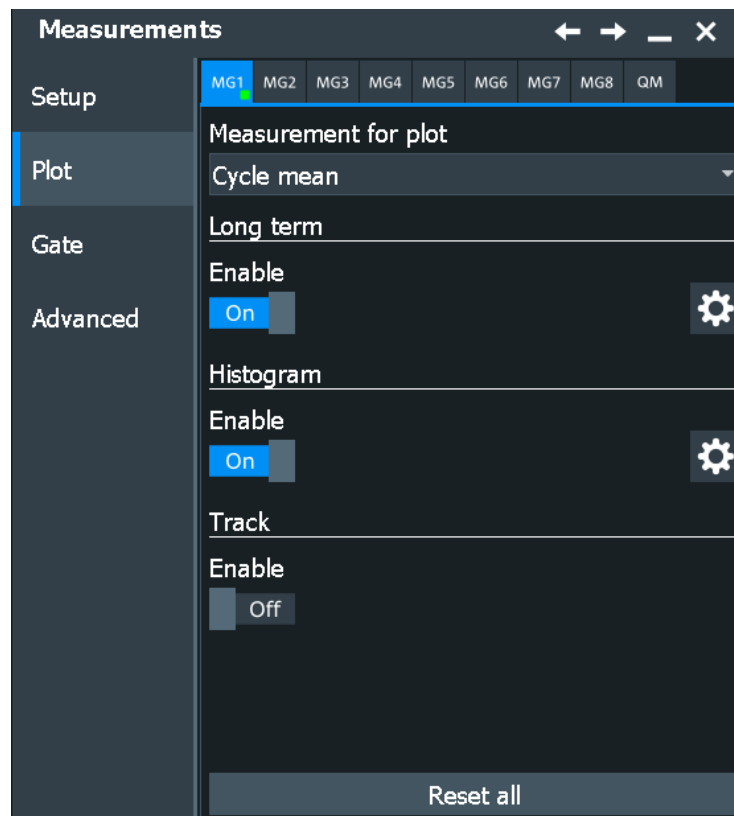 Measurements
Setup
Plot
Gate
Advanced
MG1 MG2 MG3 MG4 MG5 MG6 MG7 MG8 QM
Measurement for plot
Cycle mean
Long term
Enable
On
Histogram
Enable
On
Track
Enable
Off
Reset all